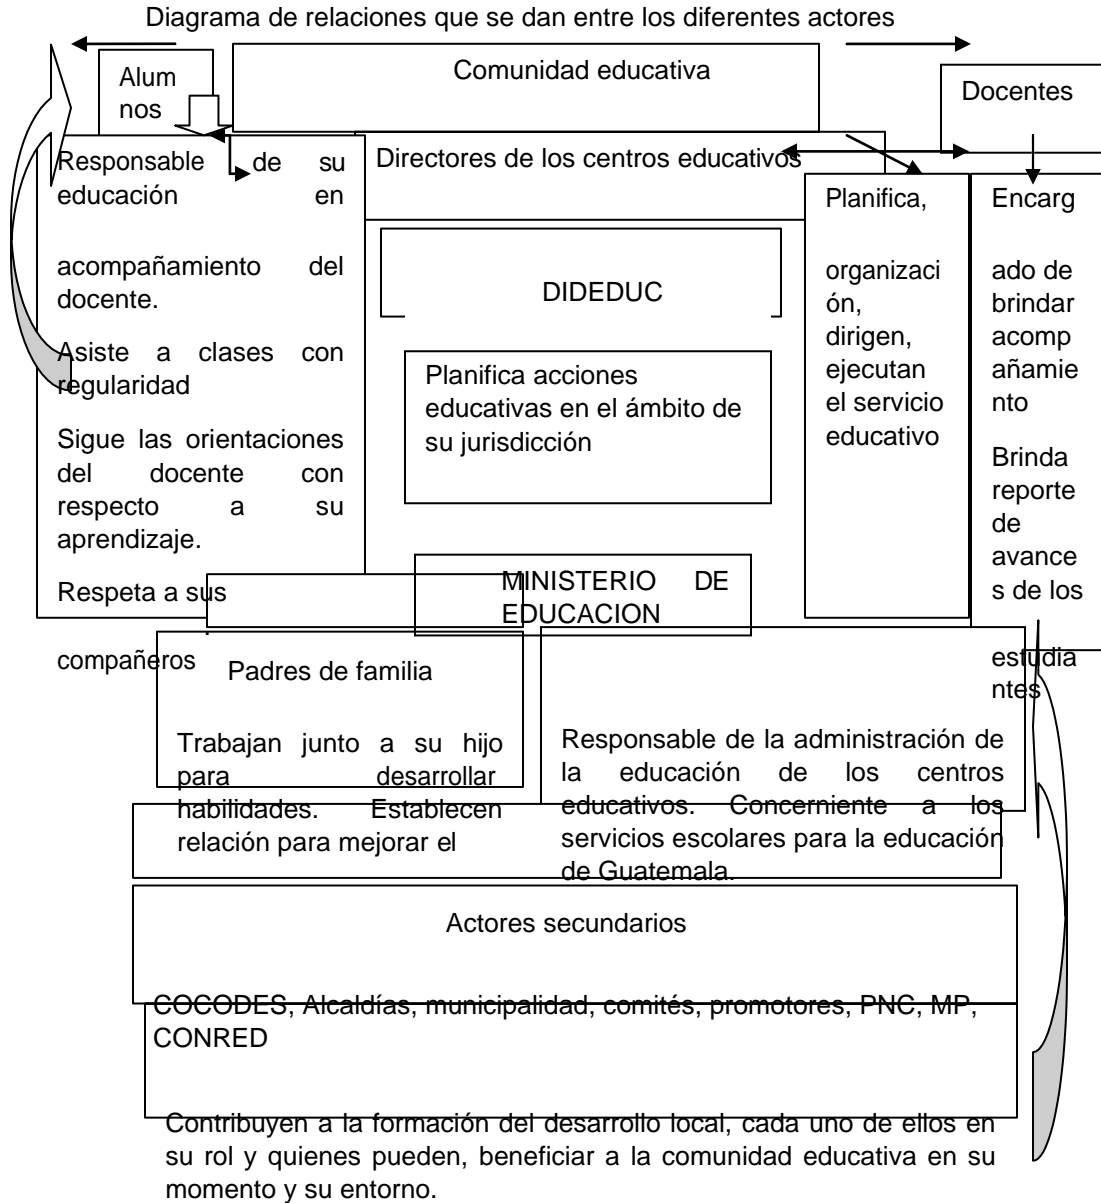 Diagrama de relaciones que se dan entre los diferentes actores
Comunidad educativa
Alum
nos
Docentes
Responsable de su
educación en
acompañamiento del
docente.
Asiste a clases con
regularidad
Sigue las orientaciones
del docente con
respecto a su
aprendizaje.
Respeta a sus
compañeros
Directores de los centros educativos
Planifica,
organizaci
ón,
dirigen,
ejecutan
el servicio
educativo
Encarg
ado de
brindar
acomp
añamie
nto
Brinda
reporte
de
avance
s de los
estudia
ntes
DIDEDUC
Planifica acciones
educativas en el ámbito de
su jurisdicción
MINISTERIO DE
EDUCACION
.
Padres de familia
Trabajan junto a su hijo
para desarrollar
habilidades. Establecen
relación para mejorar el
Responsable de la administración de
la educación de los centros
educativos. Concerniente a los
servicios escolares para la educación
de Guatemala.
Actores secundarios
COCODES, Alcaldías, municipalidad, comités, promotores, PNC, MP,
CONRED
Contribuyen a la formación del desarrollo local, cada uno de ellos en
su rol y quienes pueden, beneficiar a la comunidad educativa en su
momento y su entorno.